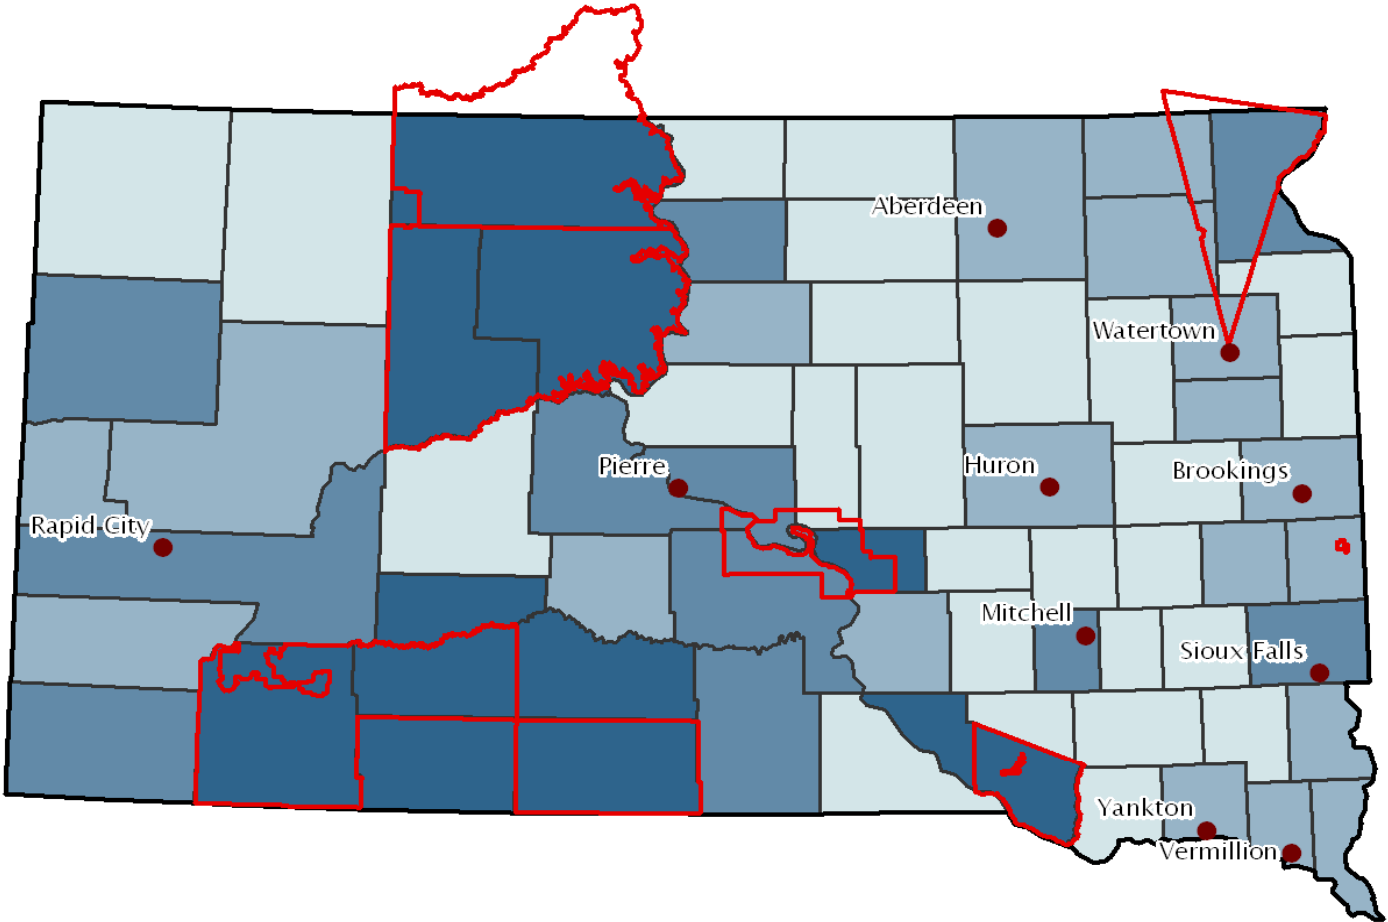 Aberdeen
Watertown
Pierre
Huron
Brookings
Rapid City
Mitchell
Sioux Falls
Yankton
Vermillion